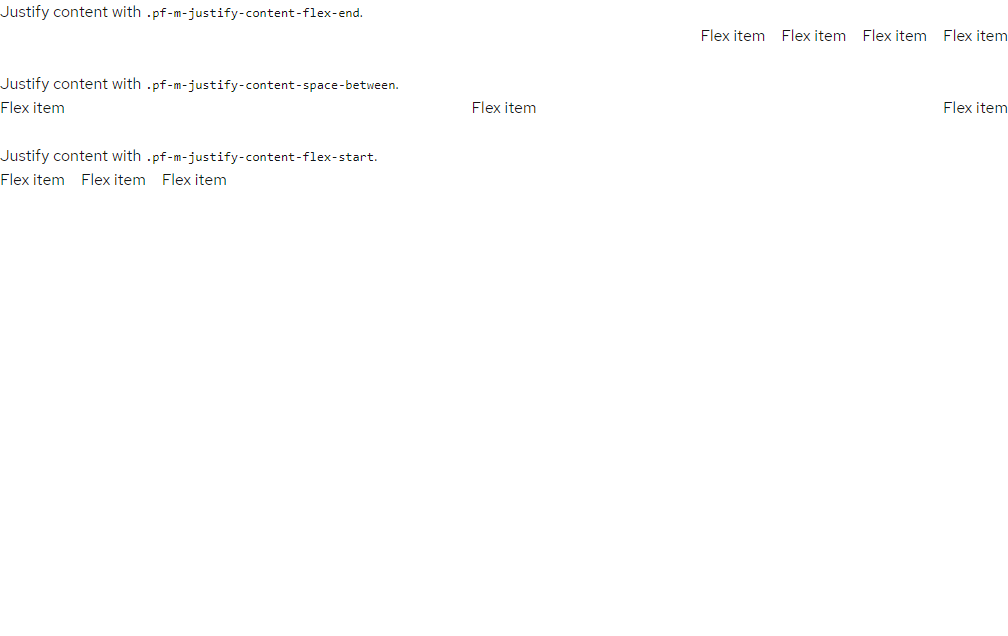 Justify content with .pf-m-justify-content-flex-end.
Flex item Flex item Flex item Flex item
Justify content with .pf-m-justify-content-space-between.
Flex item Flex item Flex item
Justify content with .pf-m-justify-content-flex-start.
Flex item Flex item Flex item